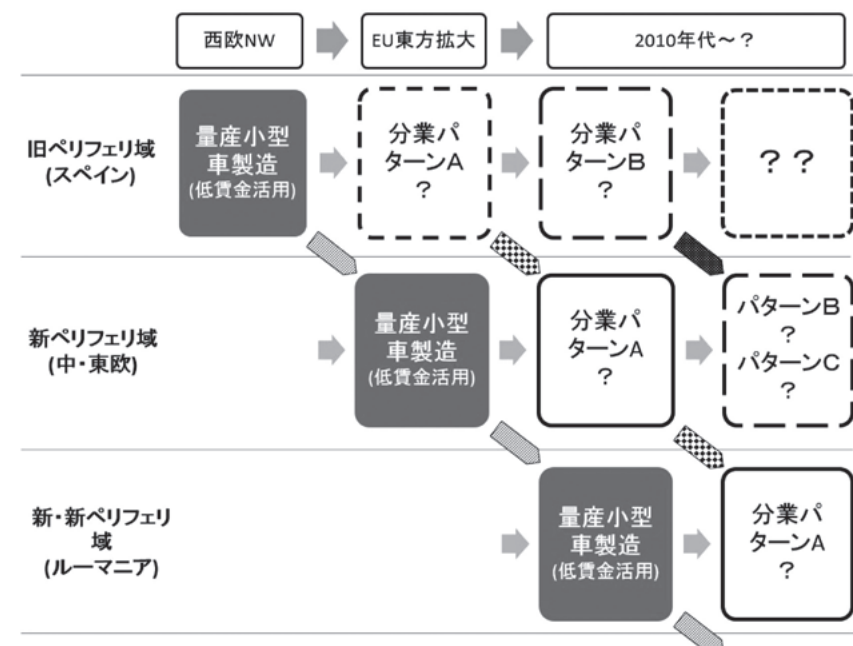 西欧NW
EU東方拡大
2010年代～？
旧ペリフェリ域
(スペイン)
量産小型
車製造
(低賃金活用)
分業パ
ターンA
？
分業パ
ターンB
？
？？
新ペリフェリ域
(中・東欧)
量産小型
車製造
(低賃金活用)
分業パ
ターンA
？
パターンB
？
パターンC
？
新・新ペリフェリ
域
(ルーマニア)
量産小型
車製造
(低賃金活用)
分業パ
ターンA
？